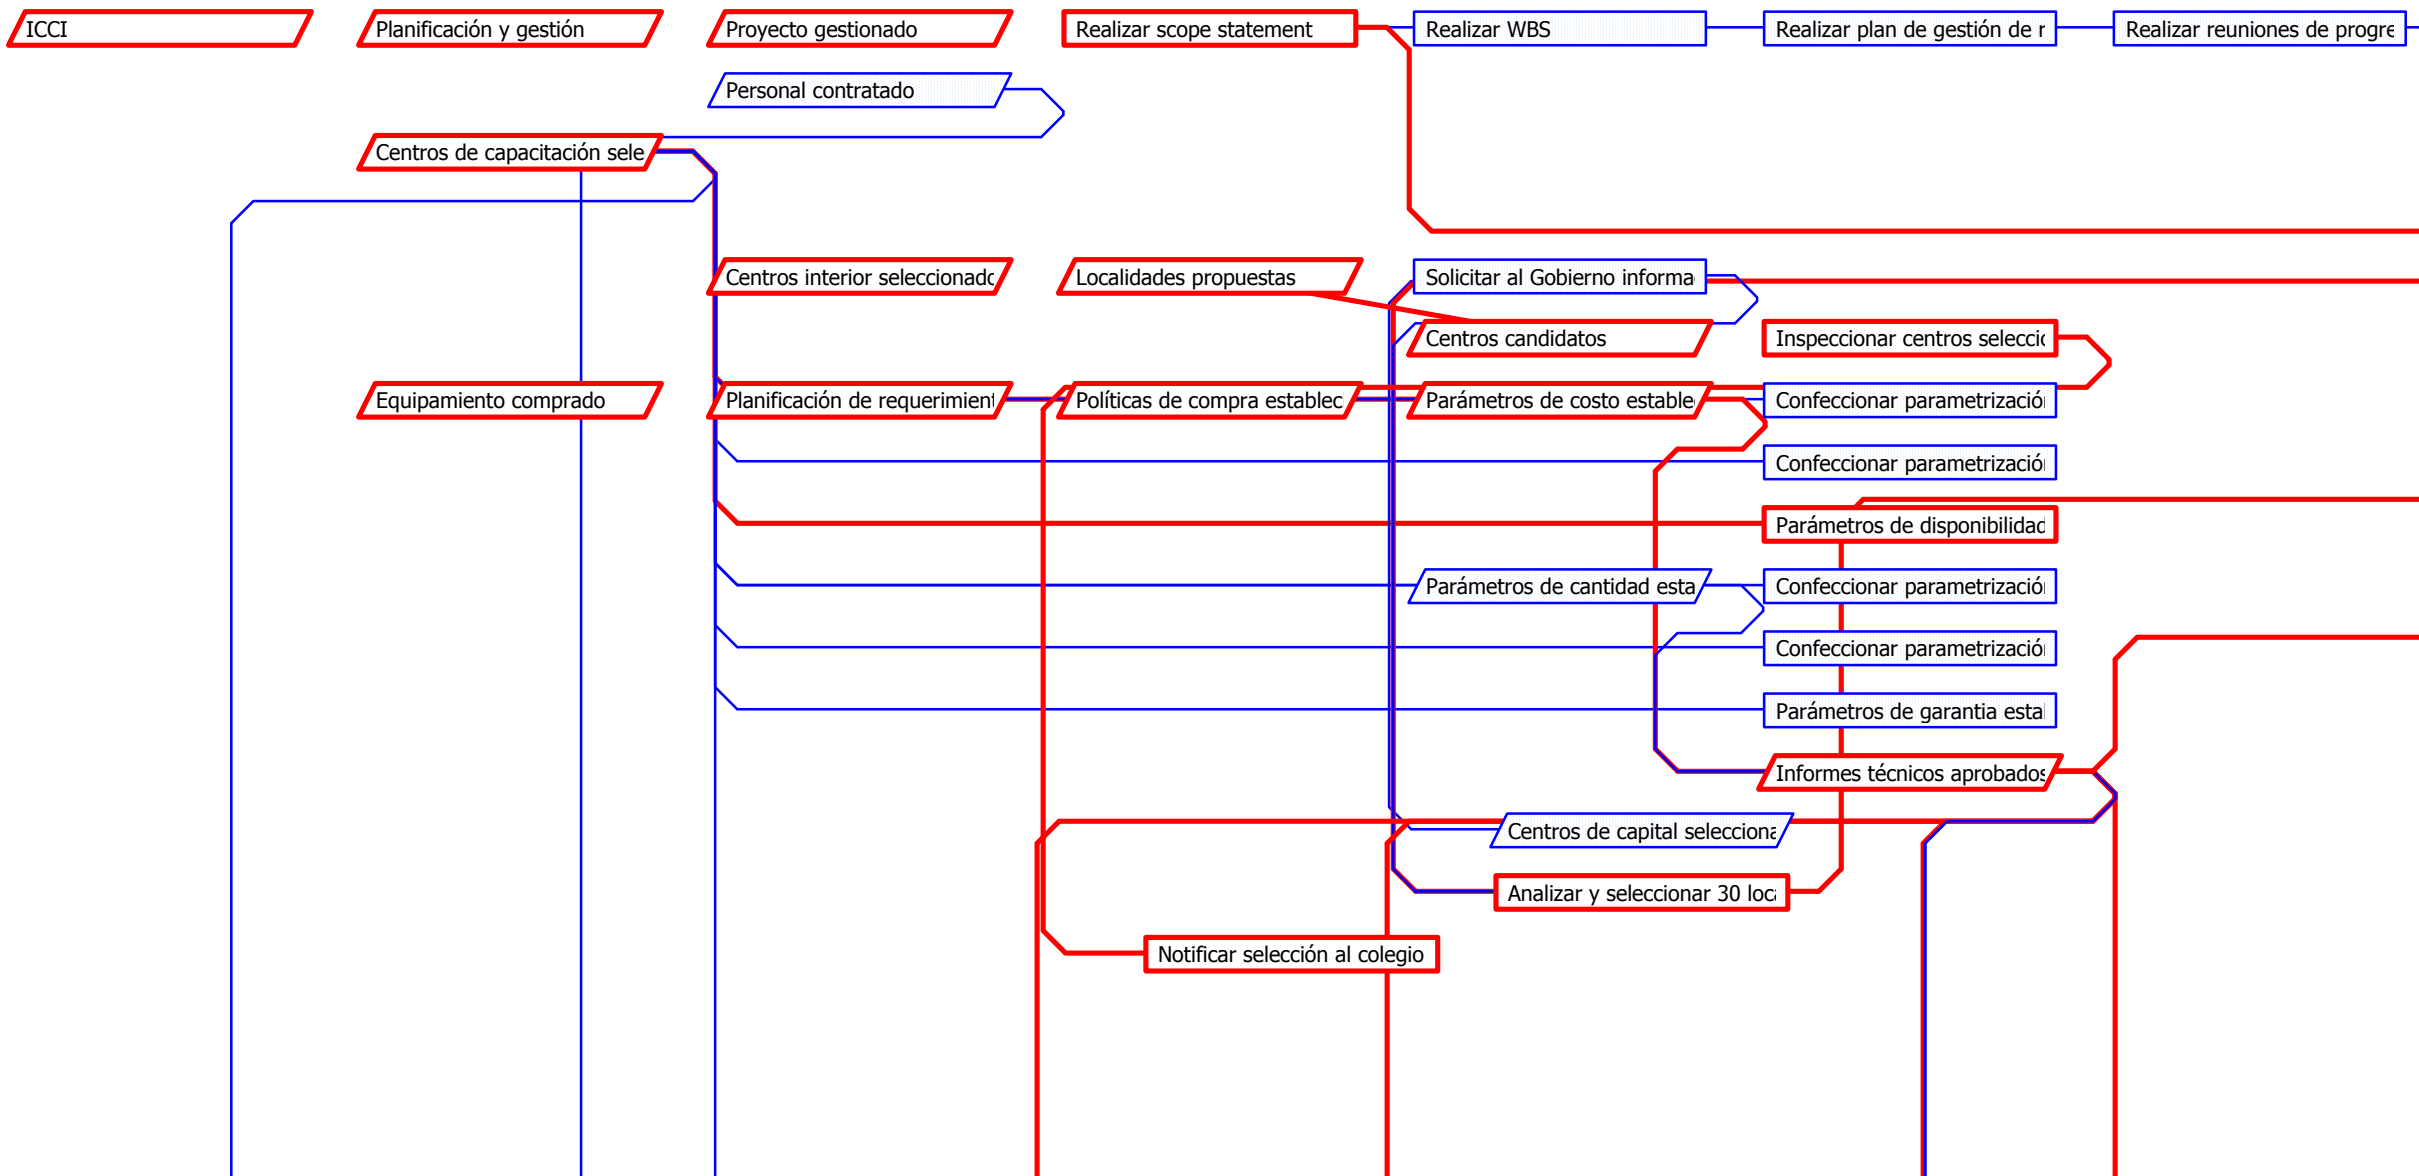 ICCI
Planificación y gestión
Proyecto gestionado
Realizar scope statement
Realizar WBS
Realizar plan de gestión de r
Realizar reuniones de progre
Personal contratado
Centros de capacitación sele
Centros interior seleccionado
Localidades propuestas
Solicitar al Gobierno informa
Centros candidatos
Inspeccionar centros seleccio
Equipamiento comprado
Planificación de requerimient
Políticas de compra establec
Parámetros de costo estable
Confeccionar parametrizació
Confeccionar parametrizació
Parámetros de disponibilidad
Parámetros de cantidad esta
Confeccionar parametrizació
Confeccionar parametrizació
Parámetros de garantia esta
Informes técnicos aprobados
Centros de capital selecciona
Analizar y seleccionar 30 loca
Notificar selección al colegio